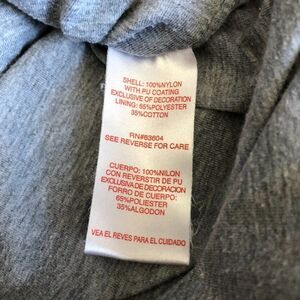 SHELL: 100%NYLON
WITH PU COATING
EXCLUSIVE OF DECORATION
LINING: 65%POLYESTER
35%COTTON
RN#63604
SEE REVERSE FOR CARE
CUERPO: 100%NILON
CON REVERSTIR DE PU
EXCLUSIVA DE DECORACION
FORRO DE CUERPO:
65%POLIESTER
35%ALGODON
VEA EL REVES PARA EL CUIDADO